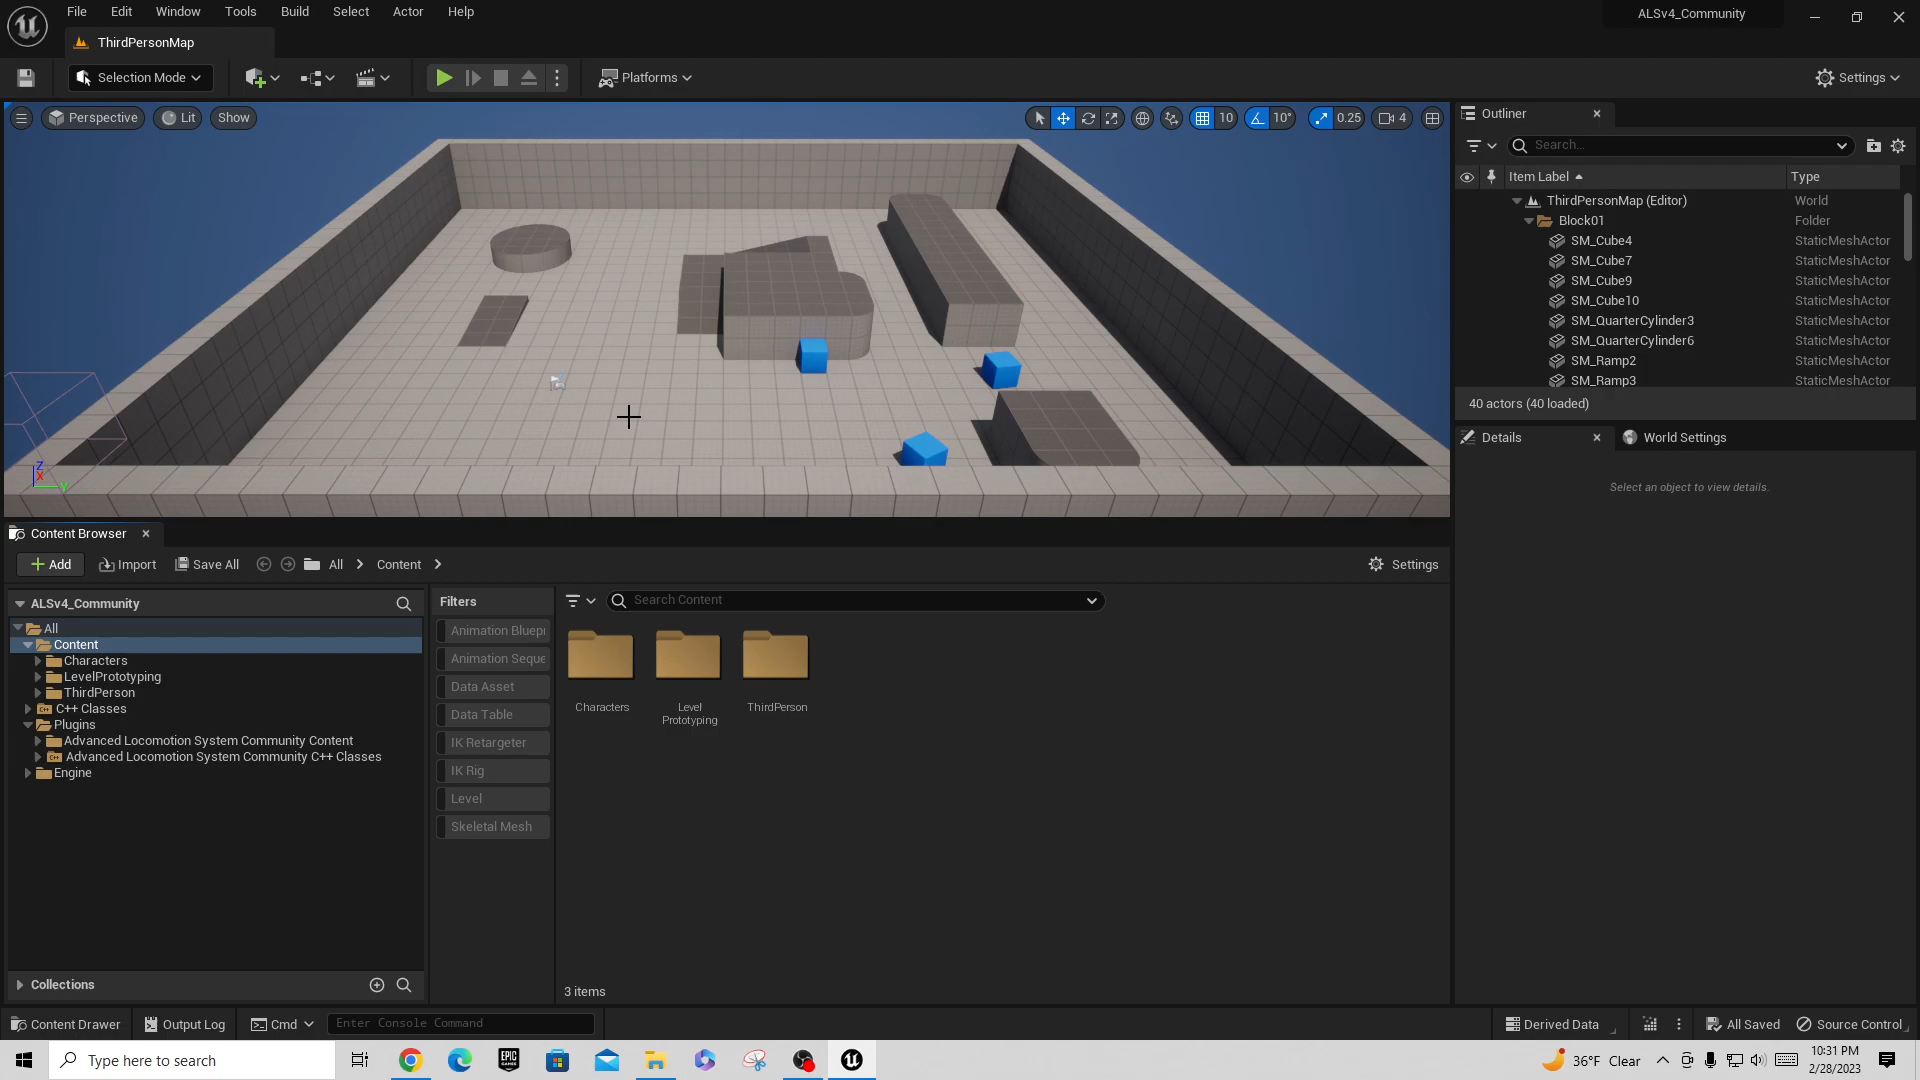 File Edit Window Tools Build Select Actor Help
ALSv4_Community
ThirdPersonMap
Selection Mode
Platforms
Settings
Perspective Lit Show
10 10° 0.25 4
Outliner
Search...
Item Label Type
ThirdPersonMap (Editor) World
Block01 Folder
SM_Cube4 StaticMeshActor
SM_Cube7 StaticMeshActor
SM_Cube9 StaticMeshActor
SM_Cube10 StaticMeshActor
SM_QuarterCylinder3 StaticMeshActor
SM_QuarterCylinder6 StaticMeshActor
SM_Ramp2 StaticMeshActor
SM_Ramp3 StaticMeshActor
40 actors (40 loaded)
Details World Settings
Select an object to view details.
Z
X
Y
Content Browser
Add Import Save All All Content Settings
ALSv4_Community
All
Content
Characters
LevelPrototyping
ThirdPerson
C++ Classes
Plugins
Advanced Locomotion System Community Content
Advanced Locomotion System Community C++ Classes
Engine
Collections
Filters
Animation Bluepi
Animation Seque
Data Asset
Data Table
IK Retargeter
IK Rig
Level
Skeletal Mesh
Search Content
Characters
Level
Prototyping
ThirdPerson
3 items
Content Drawer Output Log Cmd Enter Console Command Derived Data All Saved Source Control
Type here to search
EPIC
GAMES
36°F Clear
10:31 PM
2/28/2023